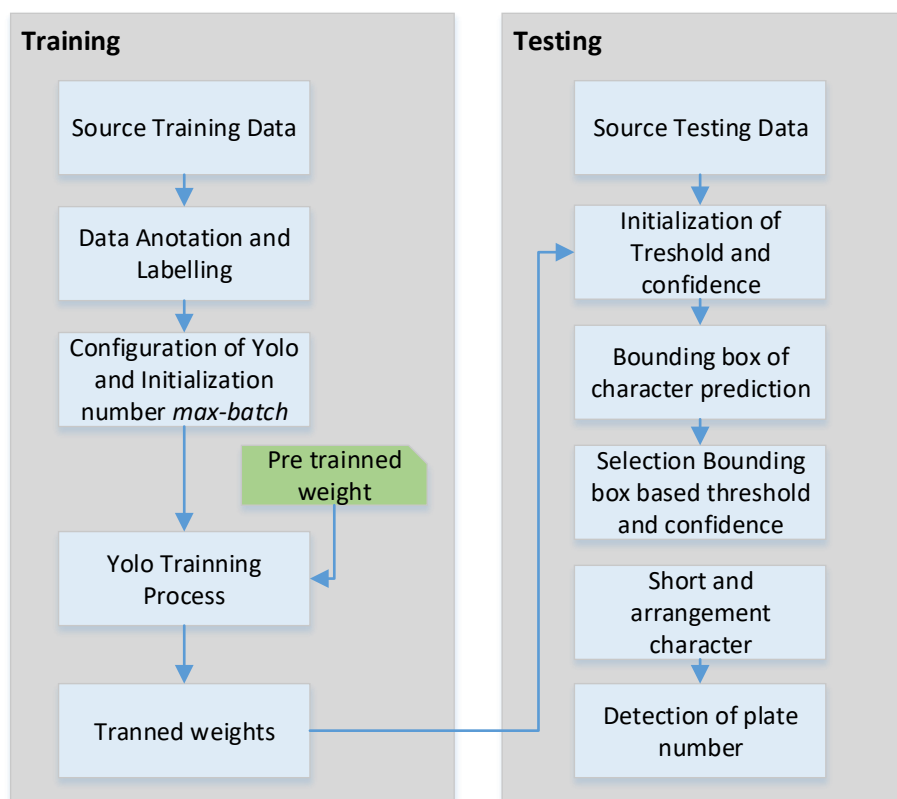 Training
Source Training Data
Data Anotation and
Labelling
Configuration of Yolo
and Initialization
number max-batch
Pre trainned
weight
Yolo Trainning
Process
Tranned weights
Testing
Source Testing Data
Initialization of
Treshold and
confidence
Bounding box of
character prediction
Selection Bounding
box based threshold
and confidence
Short and
arrangement
character
Detection of plate
number